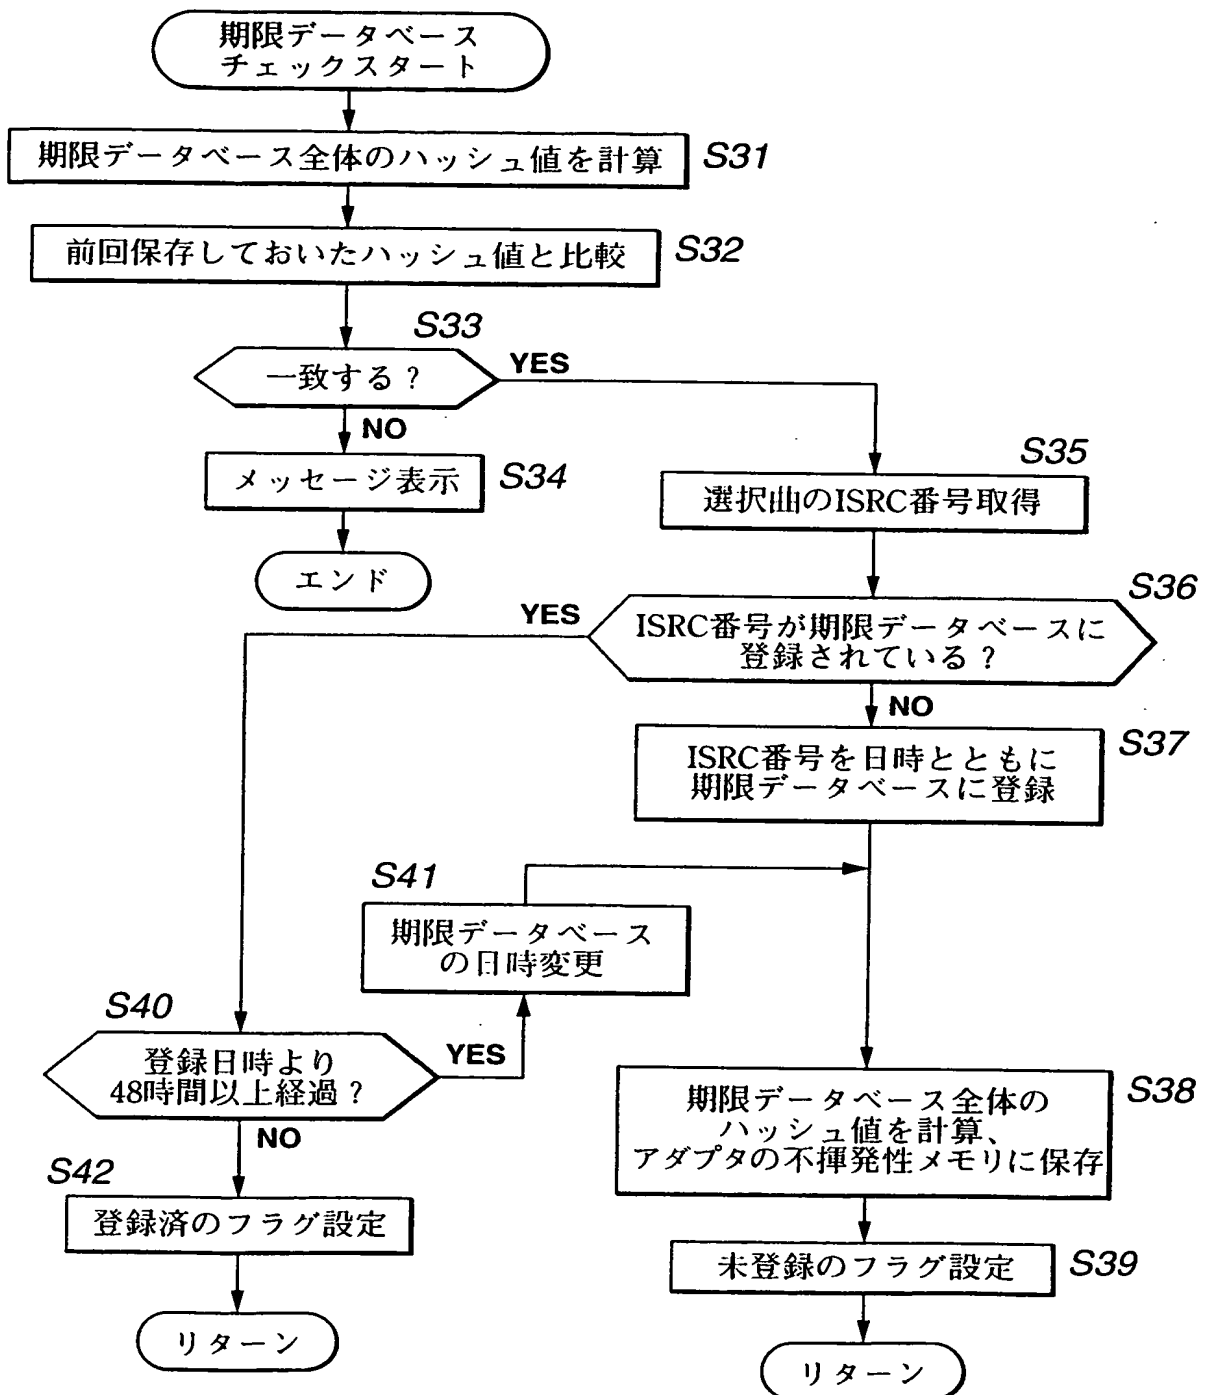 期限データベース
チェックスタート
期限データベース全体のハッシュ値を計算
S31
前回保存しておいたハッシュ値と比較
S32
S33
一致する?
YES
NO
メッセージ表示
S34
エンド
S35
選択曲のISRC番号取得
S36
YES
ISRC番号が期限データベースに
登録されている?
NO
ISRC番号を日時とともに
期限データベースに登録
S37
S41
期限データベース
の日時変更
S40
登録日時より
48時間以上経過?
YES
NO
S42
登録済のフラグ設定
リターン
期限データベース全体の
ハッシュ値を計算、
アダプタの不揮発性メモリに保存
S38
未登録のフラグ設定
S39
リターン